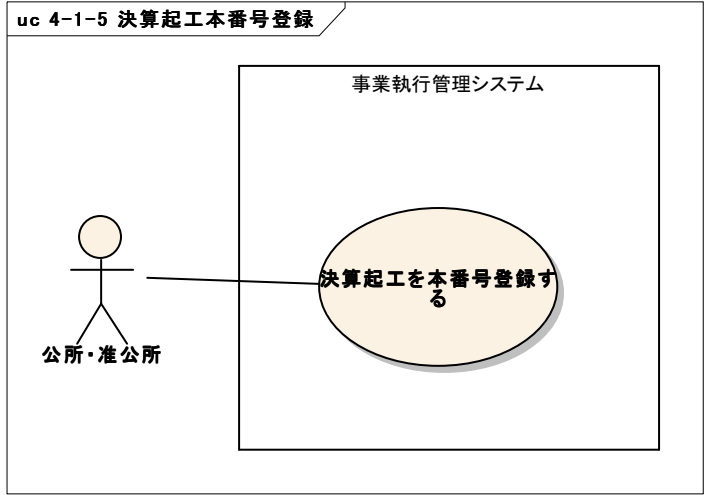 uc 4-1-5 決算起工本番号登録
事業執行管理システム
決算起工を本番号登録す
る
公所・准公所